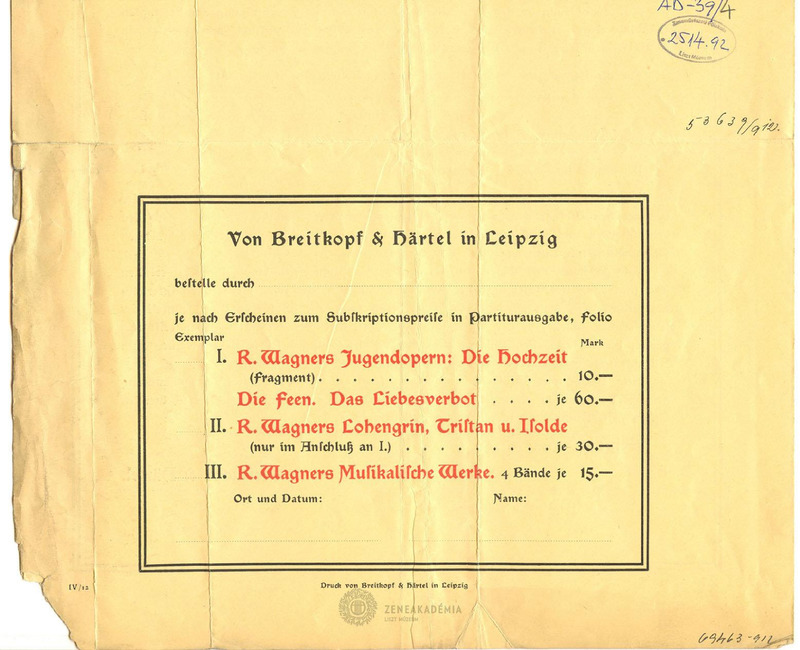 AD-39/4
2514.92
LISZT MÚZEUM
53639/912.
Von Breitkopf & Härtel in Leipzig
beſtelle durch
je nach Erſcheinen zum Subſkriptionspreiſe in Partiturausgabe, Folio
Exemplar
Mark
I. R. Wagners Jugendopern: Die Hochzeit
(Fragment) . . . . . . . . . . . . . . 10.—
Die Feen. Das Liebesverbot . . . . je 60.—
II. R. Wagners Lohengrin, Triſtan u. Iſolde
(nur im Anſchluß an I.) . . . . . . . . je 30.—
III. R. Wagners Muſikaliſche Werke. 4 Bände je 15.—
Ort und Datum: Name:
IV/12
Druck von Breitkopf & Härtel in Leipzig
ZENEAKADÉMIA
LISZT MÚZEUM
69463-912